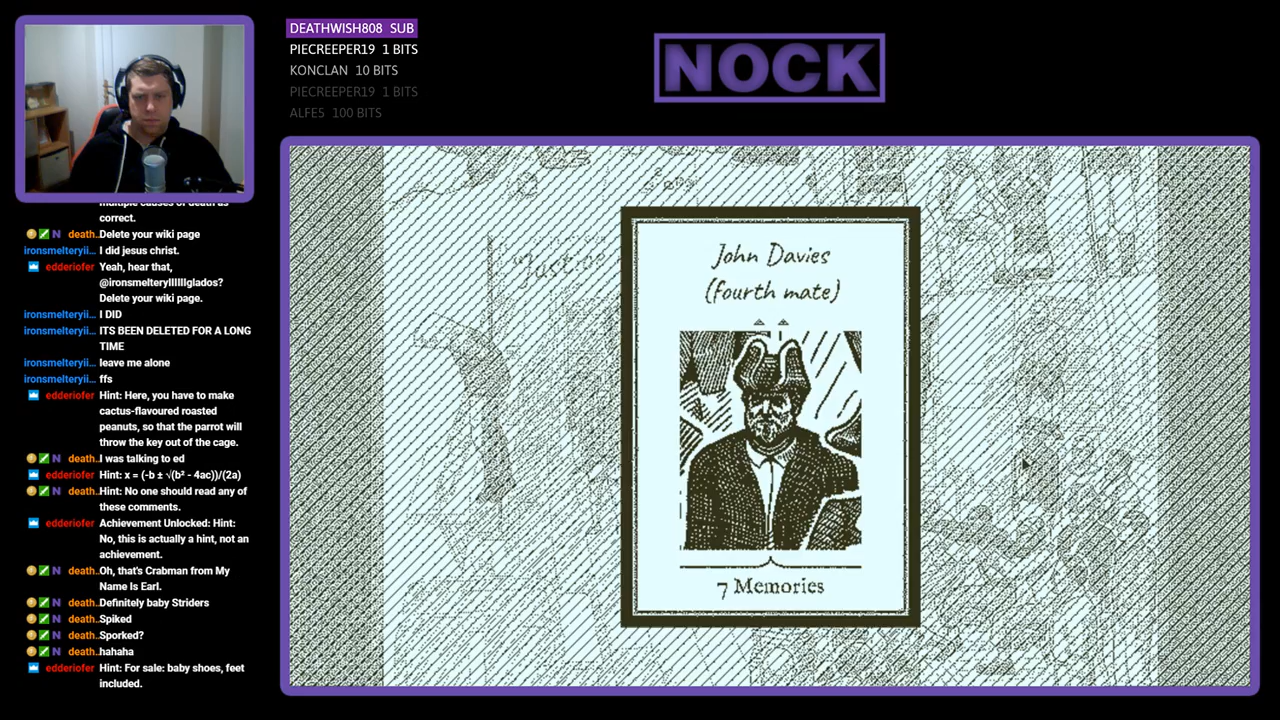 DEATHWISH808 SUB
PIECREEPER19 1 BITS
KONCLAN 10 BITS
PIECREEPER19 1 BITS
ALFE5 100 BITS
NOCK
multiple causes of death as
correct.
death.. Delete your wiki page
ironsmelteryii... I did jesus christ.
edderiofer Yeah, hear that,
@ironsmelteryIIIIIIglados?
Delete your wiki page.
ironsmelteryii... I DID
ironsmelteryii... ITS BEEN DELETED FOR A LONG
TIME
ironsmelteryii... leave me alone
ironsmelteryii... ffs
edderiofer Hint: Here, you have to make
cactus-flavoured roasted
peanuts, so that the parrot will
throw the key out of the cage.
death.. I was talking to ed
edderiofer Hint: x = (-b ± √(b² - 4ac))/(2a)
death.. Hint: No one should read any of
these comments.
edderiofer Achievement Unlocked: Hint:
No, this is actually a hint, not an
achievement.
death.. Oh, that's Crabman from My
Name Is Earl.
death.. Definitely baby Striders
death.. Spiked
death.. Sporked?
death.. hahaha
edderiofer Hint: For sale: baby shoes, feet
included.
John Davies
(fourth mate)
7 Memories